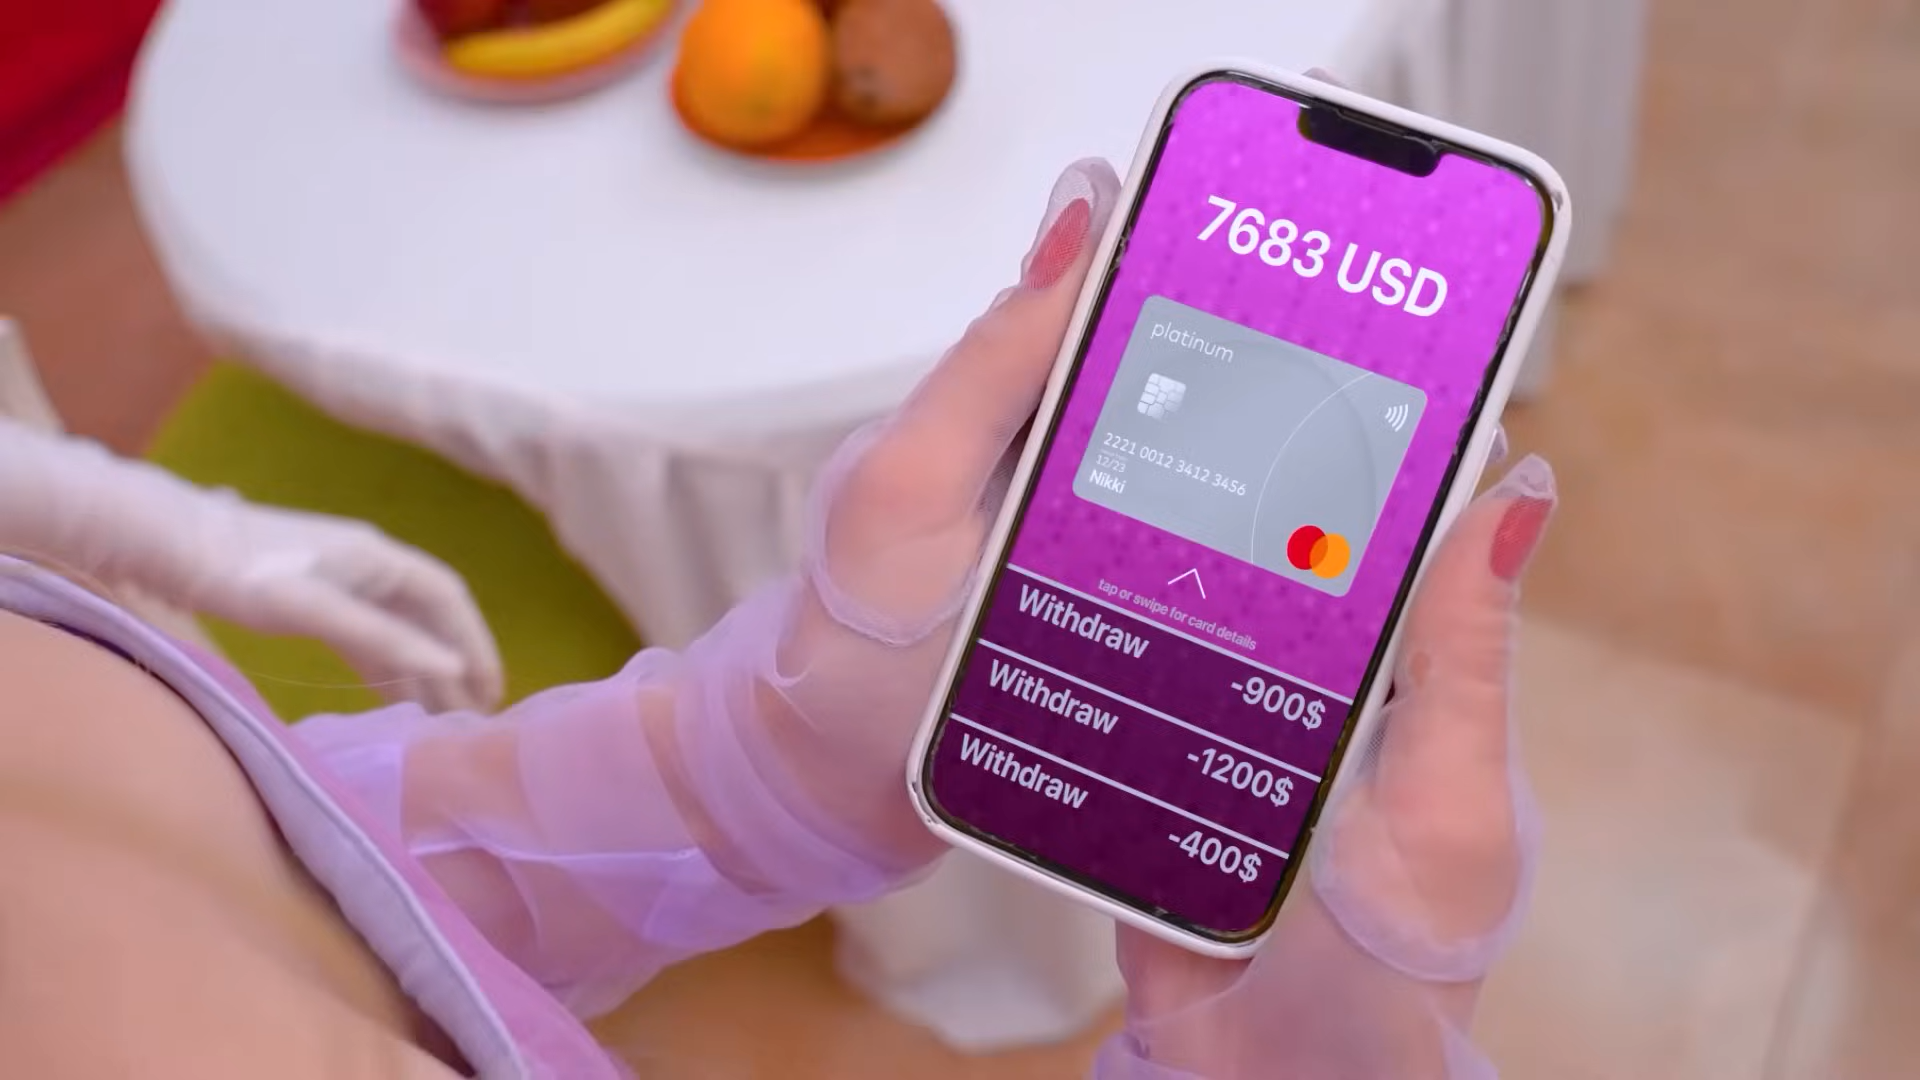 7683 USD
platinum
2221 0012 3412 3456
12/23
Nikki
tap or swipe for card details
Withdraw
-900$
Withdraw
-1200$
Withdraw
-400$